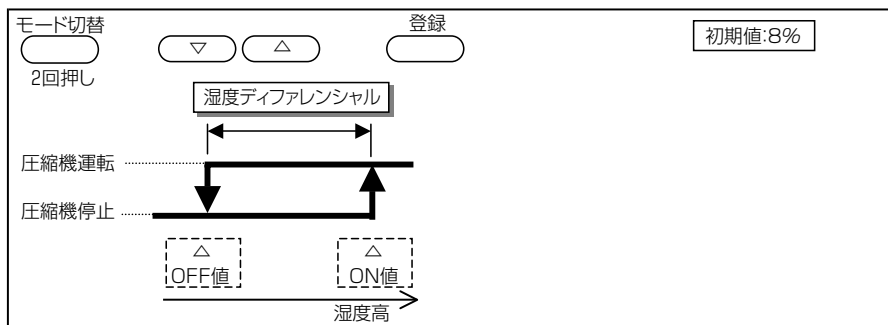 モード切替
▽
△
登録
初期値:8%
2回押し
湿度ディファレンシャル
圧縮機運転
圧縮機停止
△
OFF値
△
ON値
湿度高